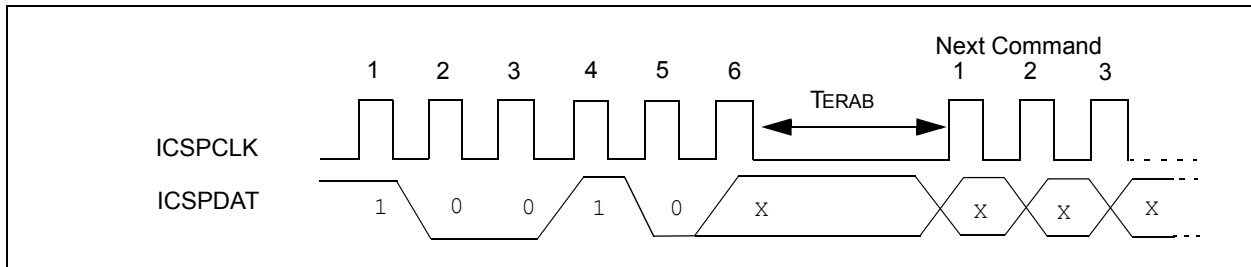 Next Command
1 2 3 4 5 6 1 2 3
TERAB
ICSPCLK
ICSPDAT
1 0 0 1 0 X X X X